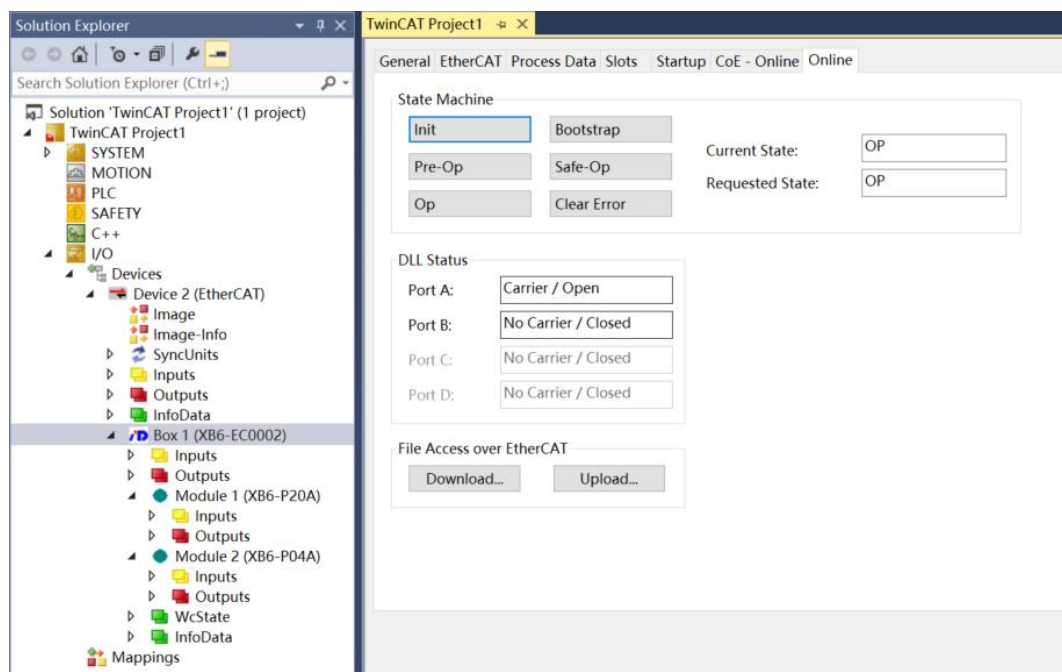 Solution Explorer
Search Solution Explorer (Ctrl+;)
Solution 'TwinCAT Project1' (1 project)
TwinCAT Project1
SYSTEM
MOTION
PLC
SAFETY
C++
I/O
Devices
Device 2 (EtherCAT)
Image
Image-Info
SyncUnits
Inputs
Outputs
InfoData
Box 1 (XB6-EC0002)
Inputs
Outputs
Module 1 (XB6-P20A)
Inputs
Outputs
Module 2 (XB6-P04A)
Inputs
Outputs
WcState
InfoData
Mappings
TwinCAT Project1
General EtherCAT Process Data Slots Startup CoE - Online Online
State Machine
Init Bootstrap
Pre-Op Safe-Op
Op Clear Error
Current State: OP
Requested State: OP
DLL Status
Port A: Carrier / Open
Port B: No Carrier / Closed
Port C: No Carrier / Closed
Port D: No Carrier / Closed
File Access over EtherCAT
Download... Upload...